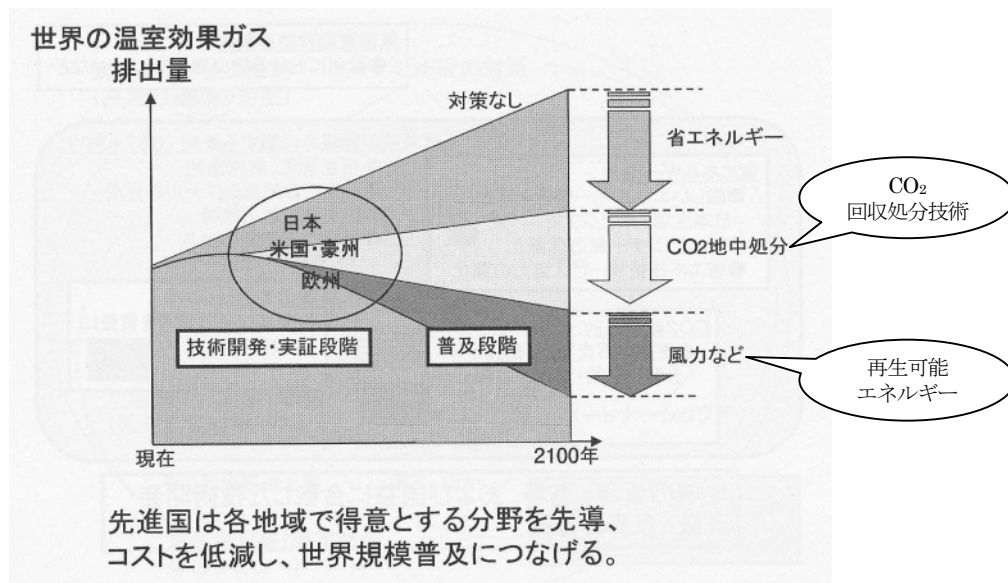 世界の温室効果ガス
排出量
対策なし
省エネルギー
CO₂
回収処分技術
日本
米国・豪州
欧州
CO2地中処分
技術開発・実証段階
普及段階
風力など
再生可能
エネルギー
現在
2100年
先進国は各地域で得意とする分野を先導、
コストを低減し、世界規模普及につなげる。